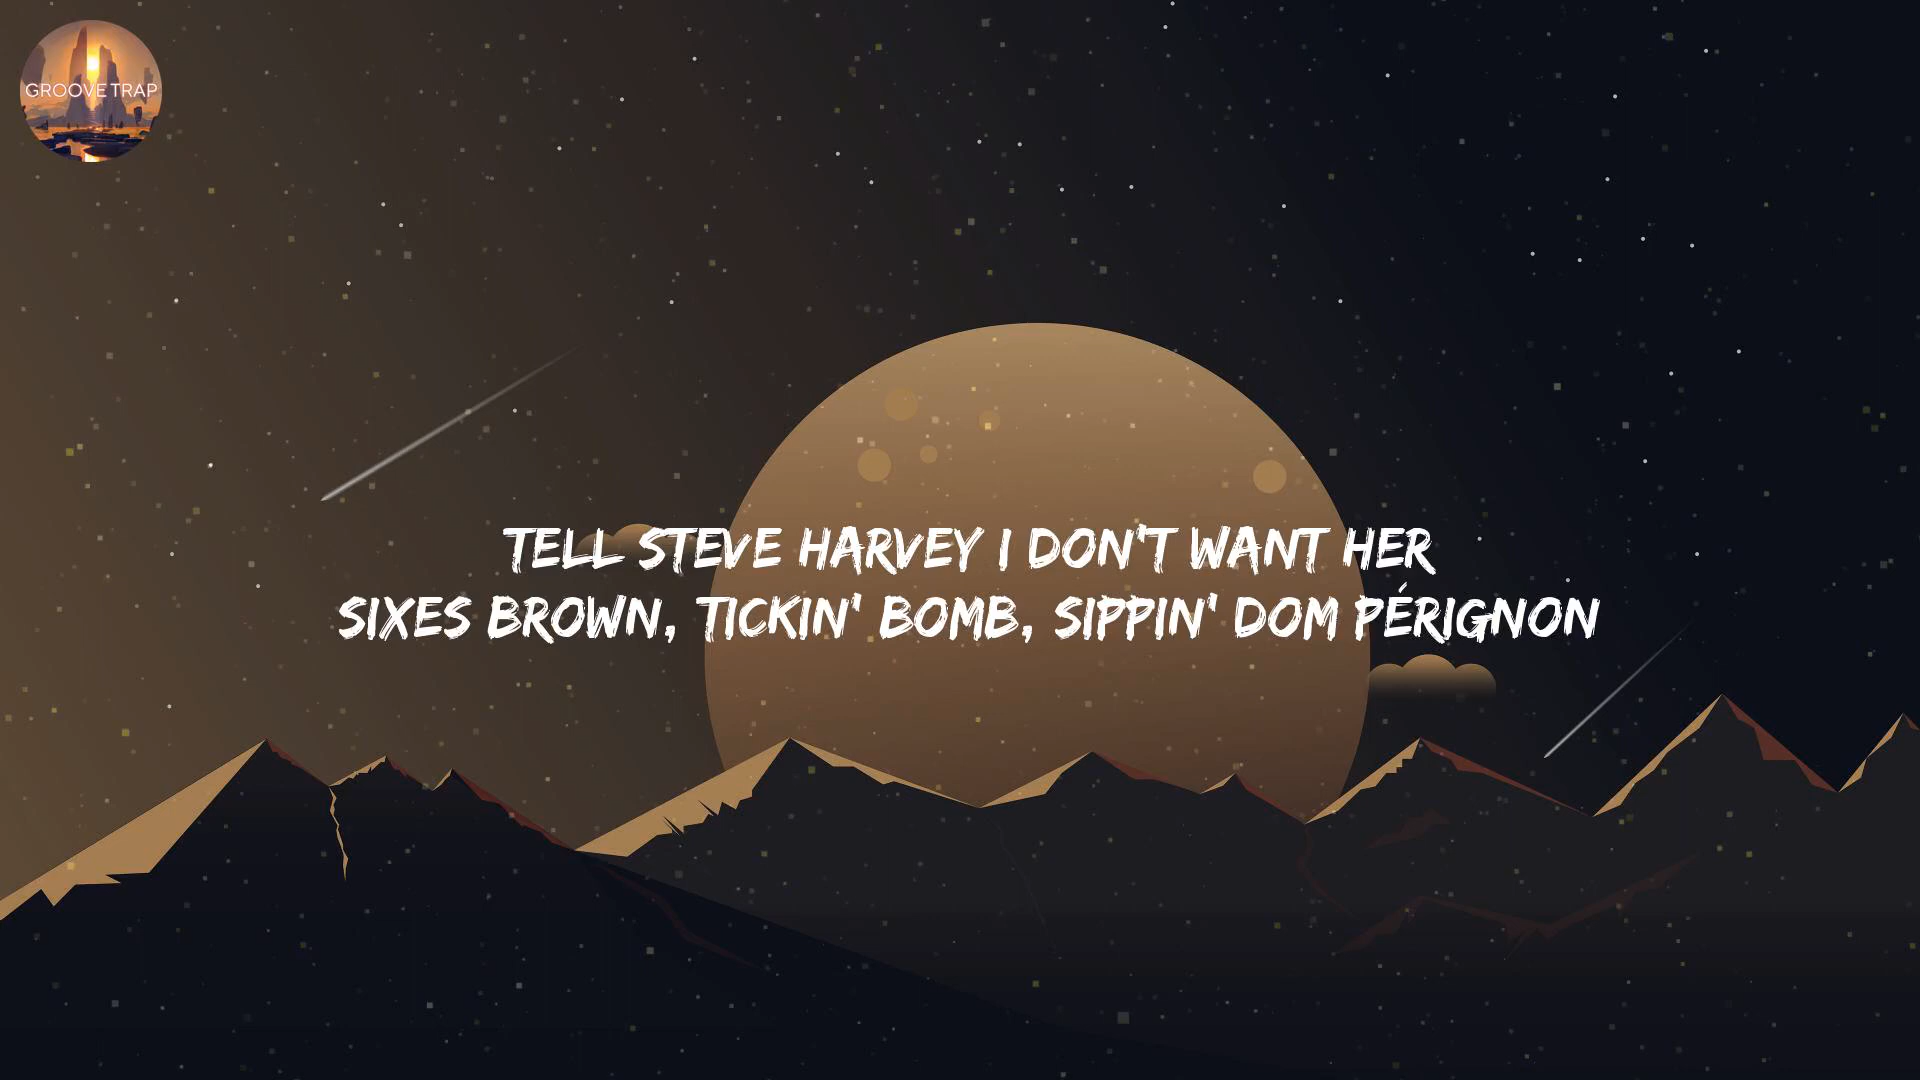 GROOVE TRAP
TELL STEVE HARVEY I DON'T WANT HER
SIXES BROWN, TICKIN' BOMB, SIPPIN' DOM PÉRIGNON